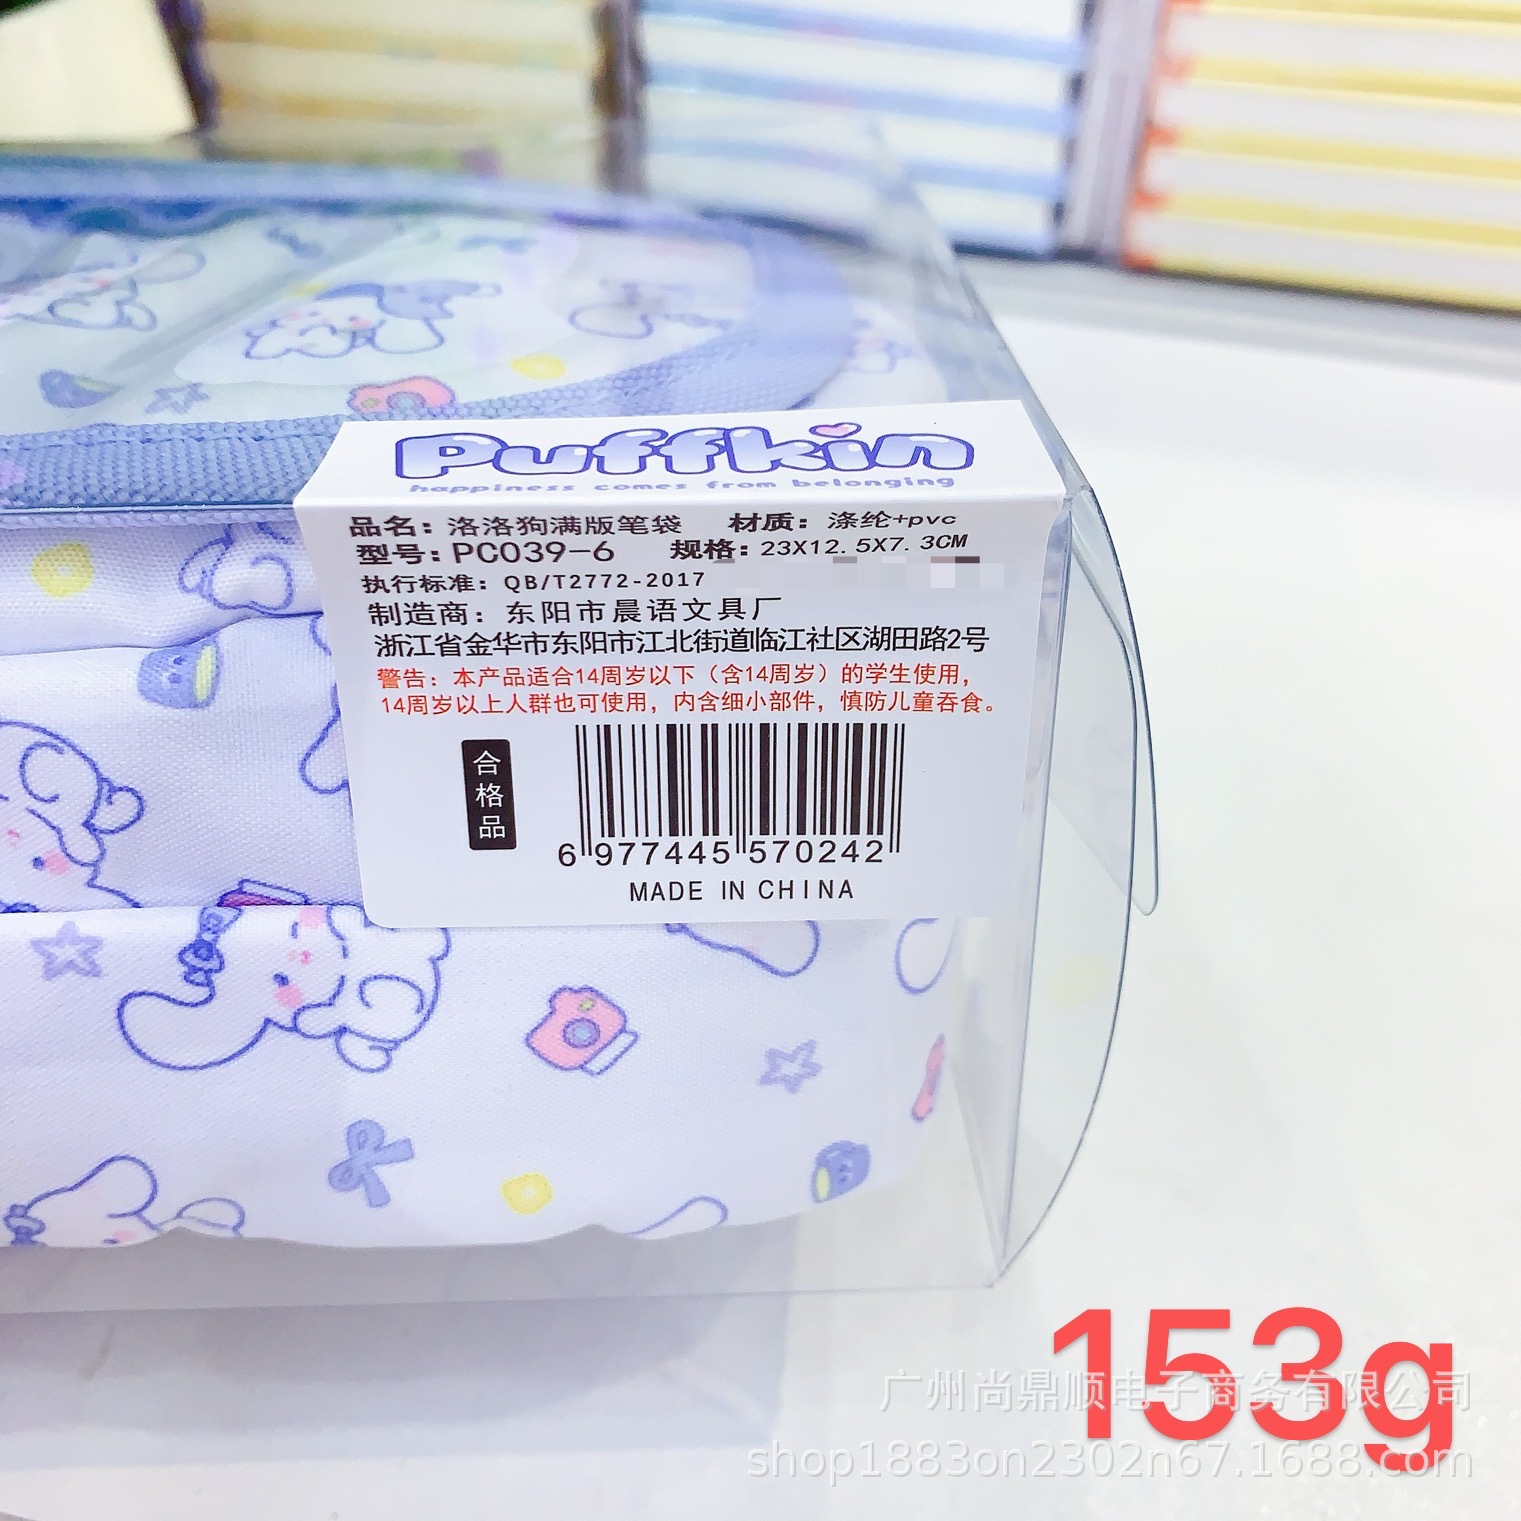 Puffkin
happiness comes from belonging
品名：洛洛狗满版笔袋 材质：涤纶+pvc
型号：PC039-6 规格：23X12.5X7.3CM
执行标准：QB/T2772-2017
制造商：东阳市晨语文具厂
浙江省金华市东阳市江北街道临江社区湖田路2号
警告：本产品适合14周岁以下（含14周岁）的学生使用，
14周岁以上人群也可使用，内含细小部件，慎防儿童吞食。
合格品
6 977445 570242
MADE IN CHINA
153g
广州尚鼎顺电子商务有限公司
shop1883on2302n67.1688.com